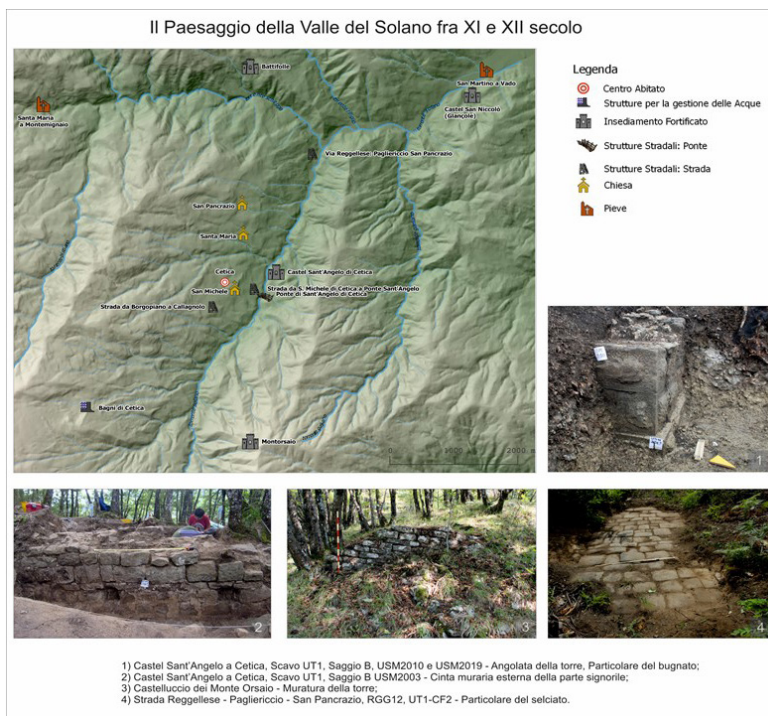 Il Paesaggio della Valle del Solano fra XI e XII secolo
Battifolle
San Martino a Vado
Castel San Niccolò
(Giançole)
Santa Maria
a Montemignaio
Via Reggellese: Pagliericcio San Pancrazio
San Pancrazio
Santa Maria
Cetica
Castel Sant'Angelo di Cetica
San Michele
Strada da S. Michele di Cetica a Ponte Sant'Angelo
Ponte di Sant'Angelo di Cetica
Strada da Borgopiano a Callagnolo
Bagni di Cetica
Montorsaio
0 1000 2000 m
Legenda
Centro Abitato
Strutture per la gestione delle Acque
Insediamento Fortificato
Strutture Stradali: Ponte
Strutture Stradali: Strada
Chiesa
Pieve
1
2
3
4
1) Castel Sant'Angelo a Cetica, Scavo UT1, Saggio B, USM2010 e USM2019 - Angolata della torre, Particolare del bugnato;
2) Castel Sant'Angelo a Cetica, Scavo UT1, Saggio B USM2003 - Cinta muraria esterna della parte signorile;
3) Castelluccio dei Monte Orsaio - Muratura della torre;
4) Strada Reggellese - Pagliericcio - San Pancrazio, RGG12, UT1-CF2 - Particolare del selciato.